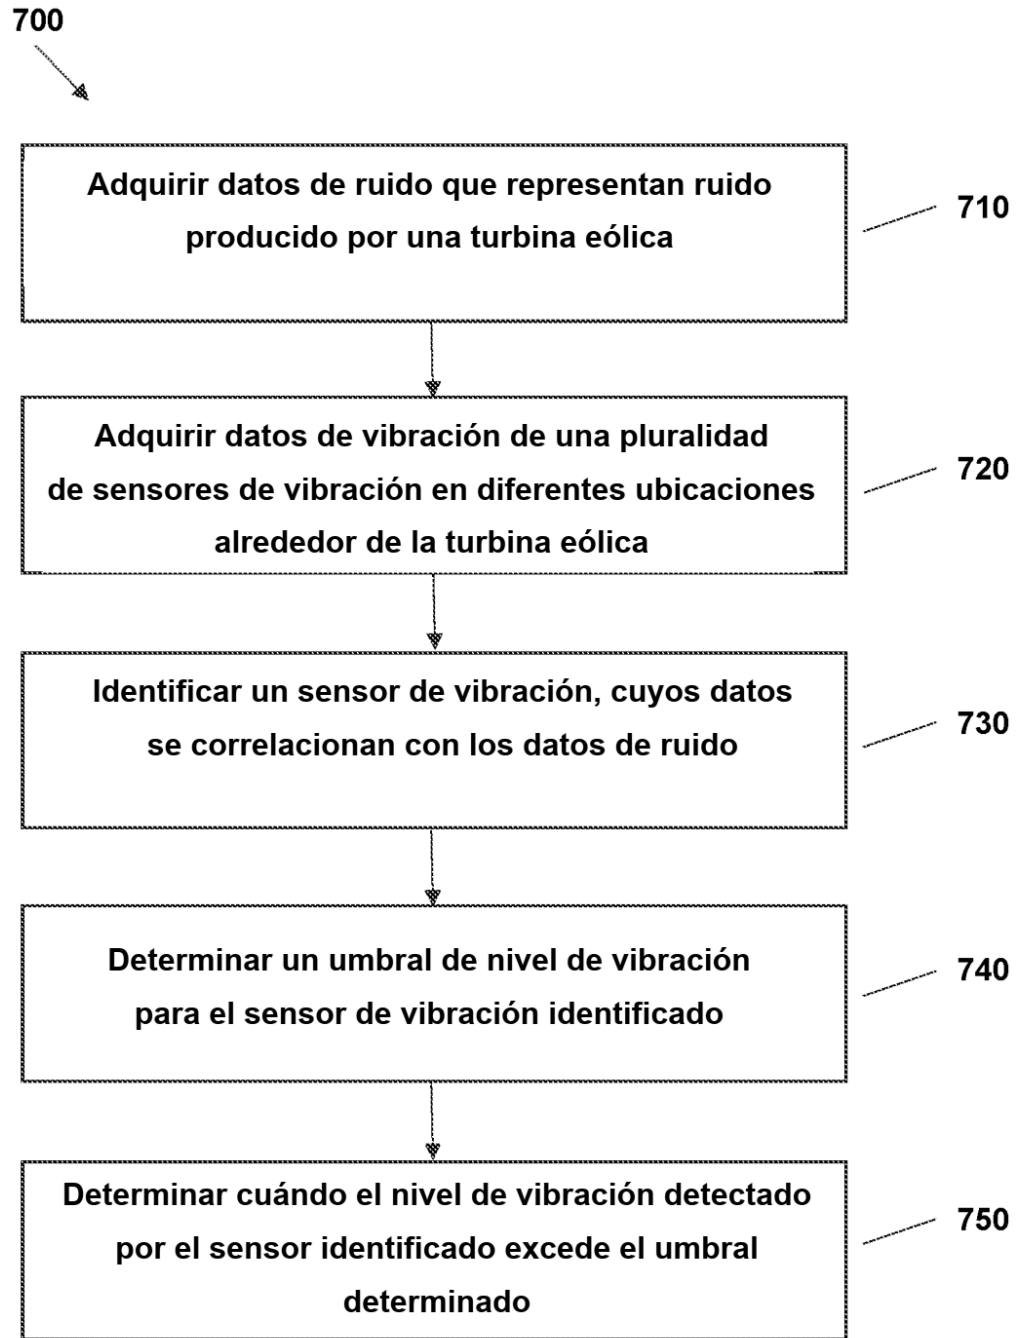 700
Adquirir datos de ruido que representan ruido
producido por una turbina eólica
710
Adquirir datos de vibración de una pluralidad
de sensores de vibración en diferentes ubicaciones
alrededor de la turbina eólica
720
Identificar un sensor de vibración, cuyos datos
se correlacionan con los datos de ruido
730
Determinar un umbral de nivel de vibración
para el sensor de vibración identificado
740
Determinar cuándo el nivel de vibración detectado
por el sensor identificado excede el umbral
determinado
750